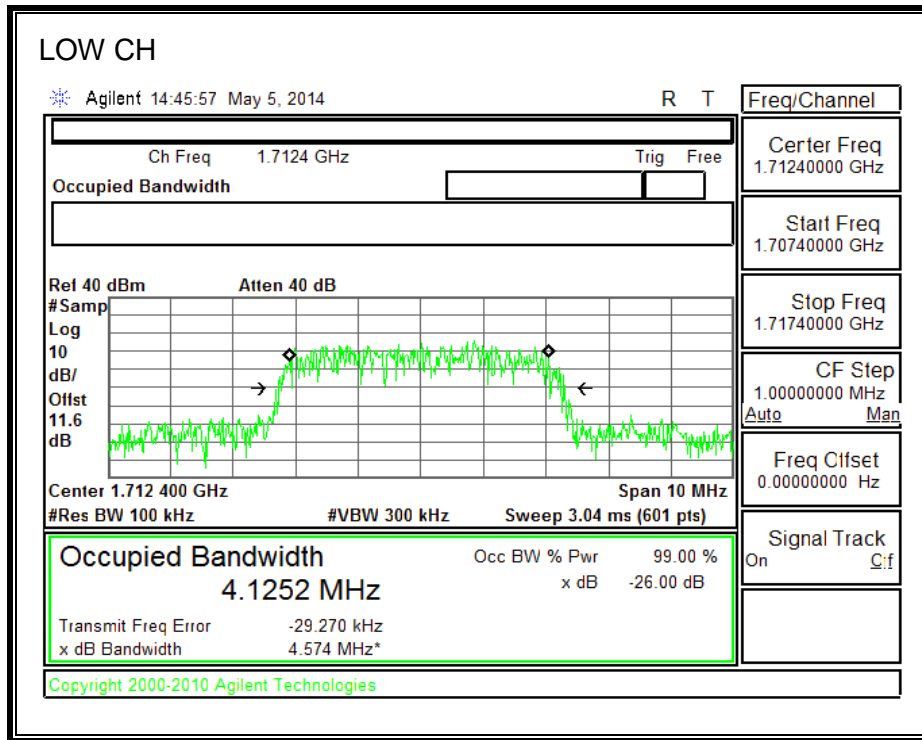 LOW CH
Agilent 14:45:57 May 5, 2014 R T
Freq/Channel
Ch Freq 1.7124 GHz Trig Free
Occupied Bandwidth
Center Freq
1.71240000 GHz
Start Freq
1.70740000 GHz
Stop Freq
1.71740000 GHz
CF Step
1.00000000 MHz
Auto Man
Freq Offset
0.00000000 Hz
Signal Track
On Off
Ref 40 dBm Atten 40 dB
#Samp
Log
10
dB/
Offst
11.6
dB
Center 1.712 400 GHz Span 10 MHz
#Res BW 100 kHz #VBW 300 kHz Sweep 3.04 ms (601 pts)
Occupied Bandwidth
4.1252 MHz
Occ BW % Pwr 99.00 %
x dB -26.00 dB
Transmit Freq Error -29.270 kHz
x dB Bandwidth 4.574 MHz*
Copyright 2000-2010 Agilent Technologies